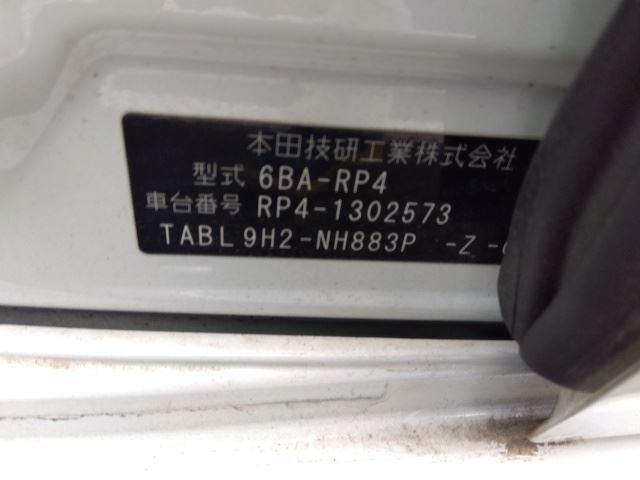 本田技研工業株式会社
型式 6BA-RP4
車台番号 RP4-1302573
TABL 9H2-NH883P -Z -